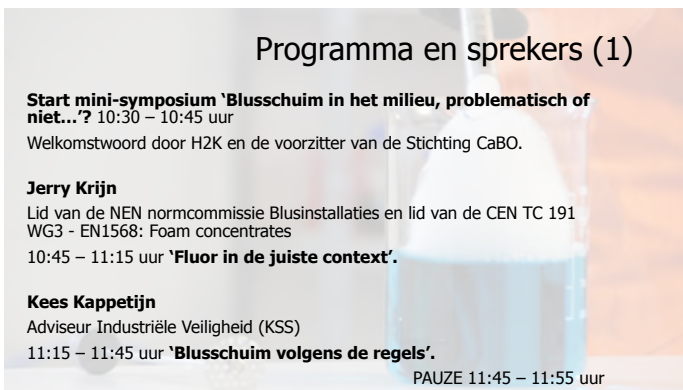 Programma en sprekers (1)
Start mini-symposium ‘Blusschuim in het milieu, problematisch of
niet…’? 10:30 – 10:45 uur
Welkomstwoord door H2K en de voorzitter van de Stichting CaBO.
Jerry Krijn
Lid van de NEN normcommissie Blusinstallaties en lid van de CEN TC 191
WG3 - EN1568: Foam concentrates
10:45 – 11:15 uur ‘Fluor in de juiste context’.
Kees Kappetijn
Adviseur Industriële Veiligheid (KSS)
11:15 – 11:45 uur ‘Blusschuim volgens de regels’.
PAUZE 11:45 – 11:55 uur